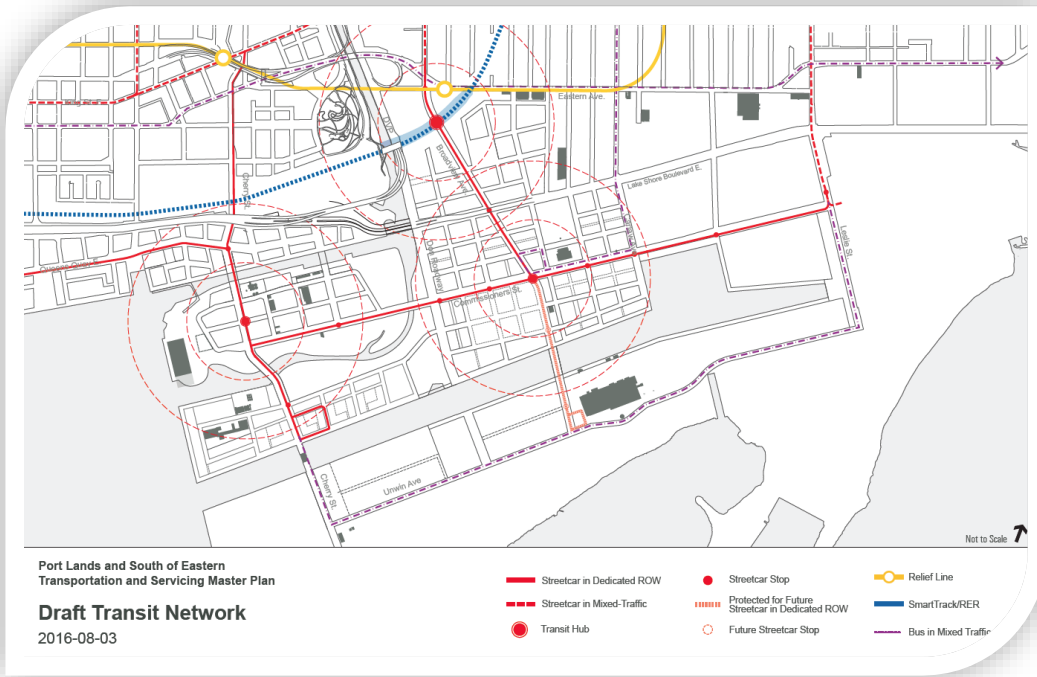 Eastern Ave.
Broadview Ave.
Cherry St.
Lake Shore Boulevard E.
Queens Quay E.
Don Roadway
Leslie St.
Commissioners St.
Unwin Ave
Cherry St.
Not to Scale
Port Lands and South of Eastern
Transportation and Servicing Master Plan
Draft Transit Network
2016-08-03
Streetcar in Dedicated ROW
Streetcar in Mixed-Traffic
Transit Hub
Streetcar Stop
Protected for Future
Streetcar in Dedicated ROW
Future Streetcar Stop
Relief Line
SmartTrack/RER
Bus in Mixed Traffic